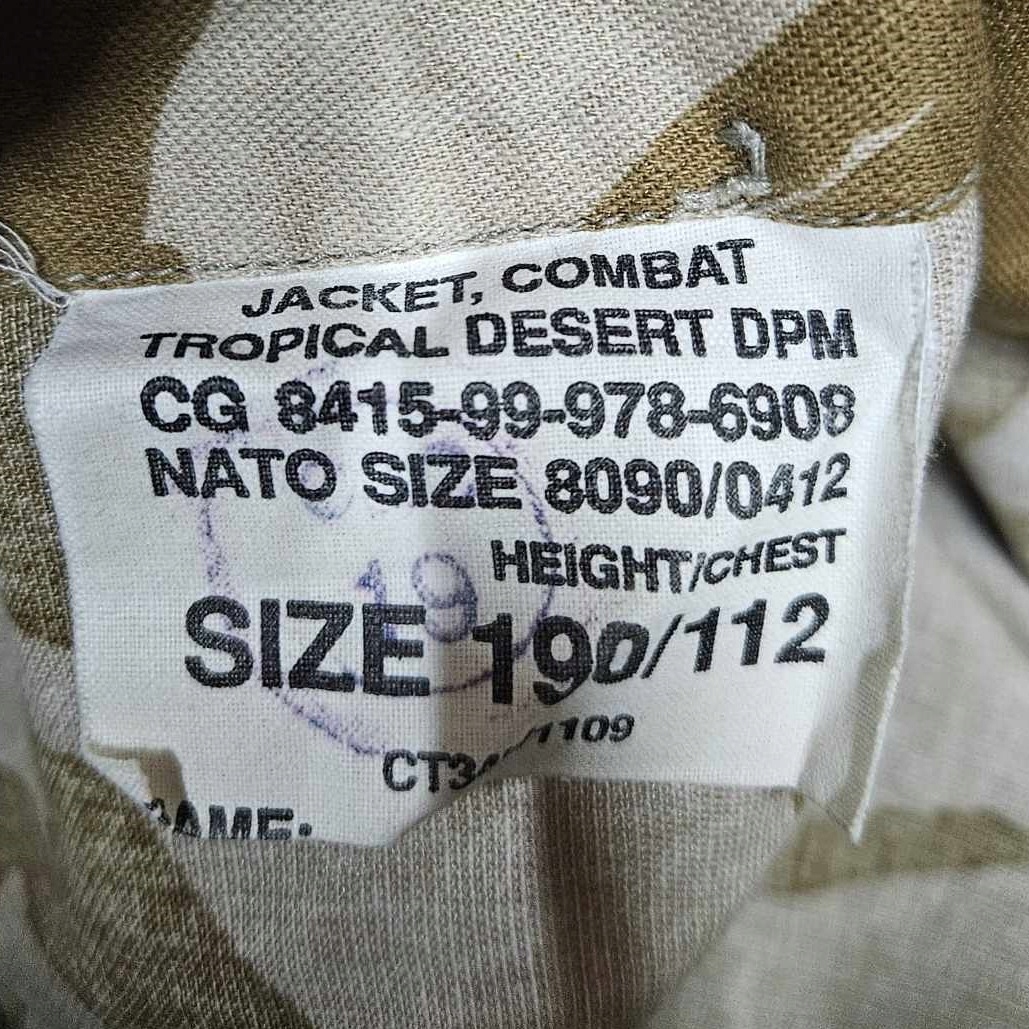 JACKET, COMBAT
TROPICAL DESERT DPM
CG 8415-99-978-6908
NATO SIZE 8090/0412
HEIGHT/CHEST
19
SIZE 190/112